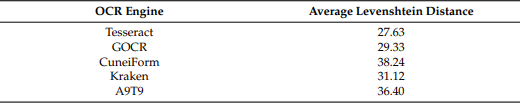 OCR Engine Average Levenshtein Distance
Tesseract 27.63
GOCR 29.33
CuneiForm 38.24
Kraken 31.12
A9T9 36.40